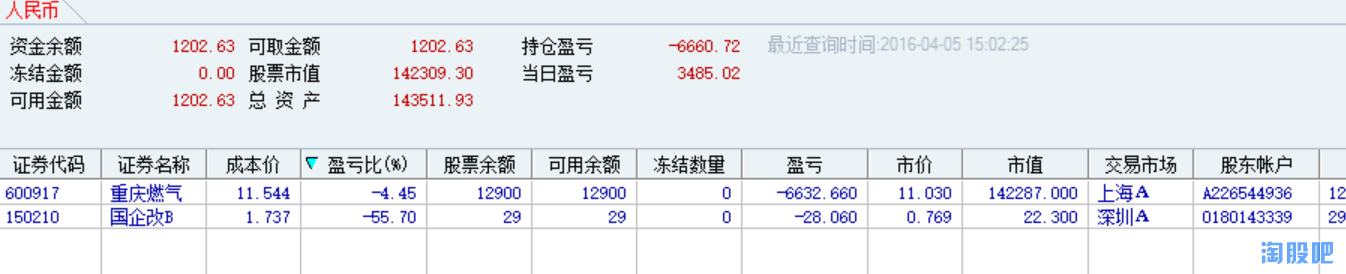 人民币
资金余额 1202.63 可取金额 1202.63 持仓盈亏 -6660.72 最近查询时间:2016-04-05 15:02:25
冻结金额 0.00 股票市值 142309.30 当日盈亏 3485.02
可用金额 1202.63 总 资 产 143511.93
证券代码 证券名称 成本价 盈亏比(%) 股票余额 可用余额 冻结数量 盈亏 市价 市值 交易市场 股东帐户
600917 重庆燃气 11.544 -4.45 12900 12900 0 -6632.660 11.030 142287.000 上海A A226544936 12
150210 国企改B 1.737 -55.70 29 29 0 -28.060 0.769 22.300 深圳A 0180143339 29
淘股吧